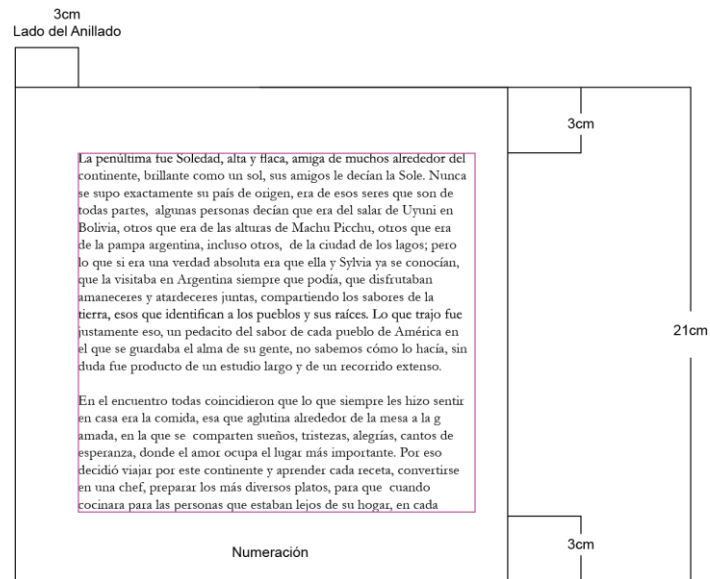 3cm
Lado del Anillado
3cm
La penúltima fue Soledad, alta y flaca, amiga de muchos alrededor del
continente, brillante como un sol, sus amigos le decían la Sole. Nunca
se supo exactamente su país de origen, era de esos seres que son de
todas partes,  algunas personas decían que era del salar de Uyuni en
Bolivia, otros que era de las alturas de Machu Picchu, otros que era
de la pampa argentina, incluso otros,  de la ciudad de los lagos; pero
lo que si era una verdad absoluta era que ella y Sylvia ya se conocían,
que la visitaba en Argentina siempre que podía, que disfrutaban
amaneceres y atardeceres juntas, compartiendo los sabores de la
tierra, esos que identifican a los pueblos y sus raíces. Lo que trajo fue
justamente eso, un pedacito del sabor de cada pueblo de América en
el que se guardaba el alma de su gente, no sabemos cómo lo hacía, sin
duda fue producto de un estudio largo y de un recorrido extenso.
21cm
En el encuentro todas coincidieron que lo que siempre les hizo sentir
en casa era la comida, esa que aglutina alrededor de la mesa a la g
amada, en la que se  comparten sueños, tristezas, alegrías, cantos de
esperanza, donde el amor ocupa el lugar más importante. Por eso
decidió viajar por este continente y aprender cada receta, convertirse
en una chef, preparar los más diversos platos, para que  cuando
cocinara para las personas que estaban lejos de su hogar, en cada
3cm
Numeración